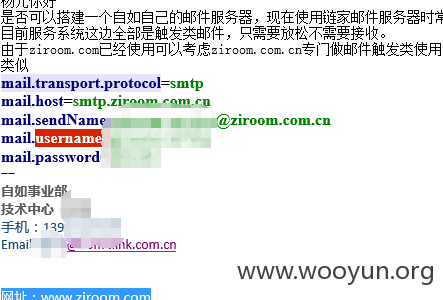 杨光你好
是否可以搭建一个自如自己的邮件服务器，现在使用链家邮件服务器时常
目前服务系统这边全部是触发类邮件，只需要放松不需要接收。
由于ziroom.com已经使用可以考虑ziroom.com.cn专门做邮件触发类使用
类似
mail.transport.protocol=smtp
mail.host=smtp.ziroom.com.cn
mail.sendName @ziroom.com.cn
mail.username
mail.password
--
自如事业部
技术中心
手机：139
Email @ link.com.cn
网址：www.ziroom.com
www.wooyun.org